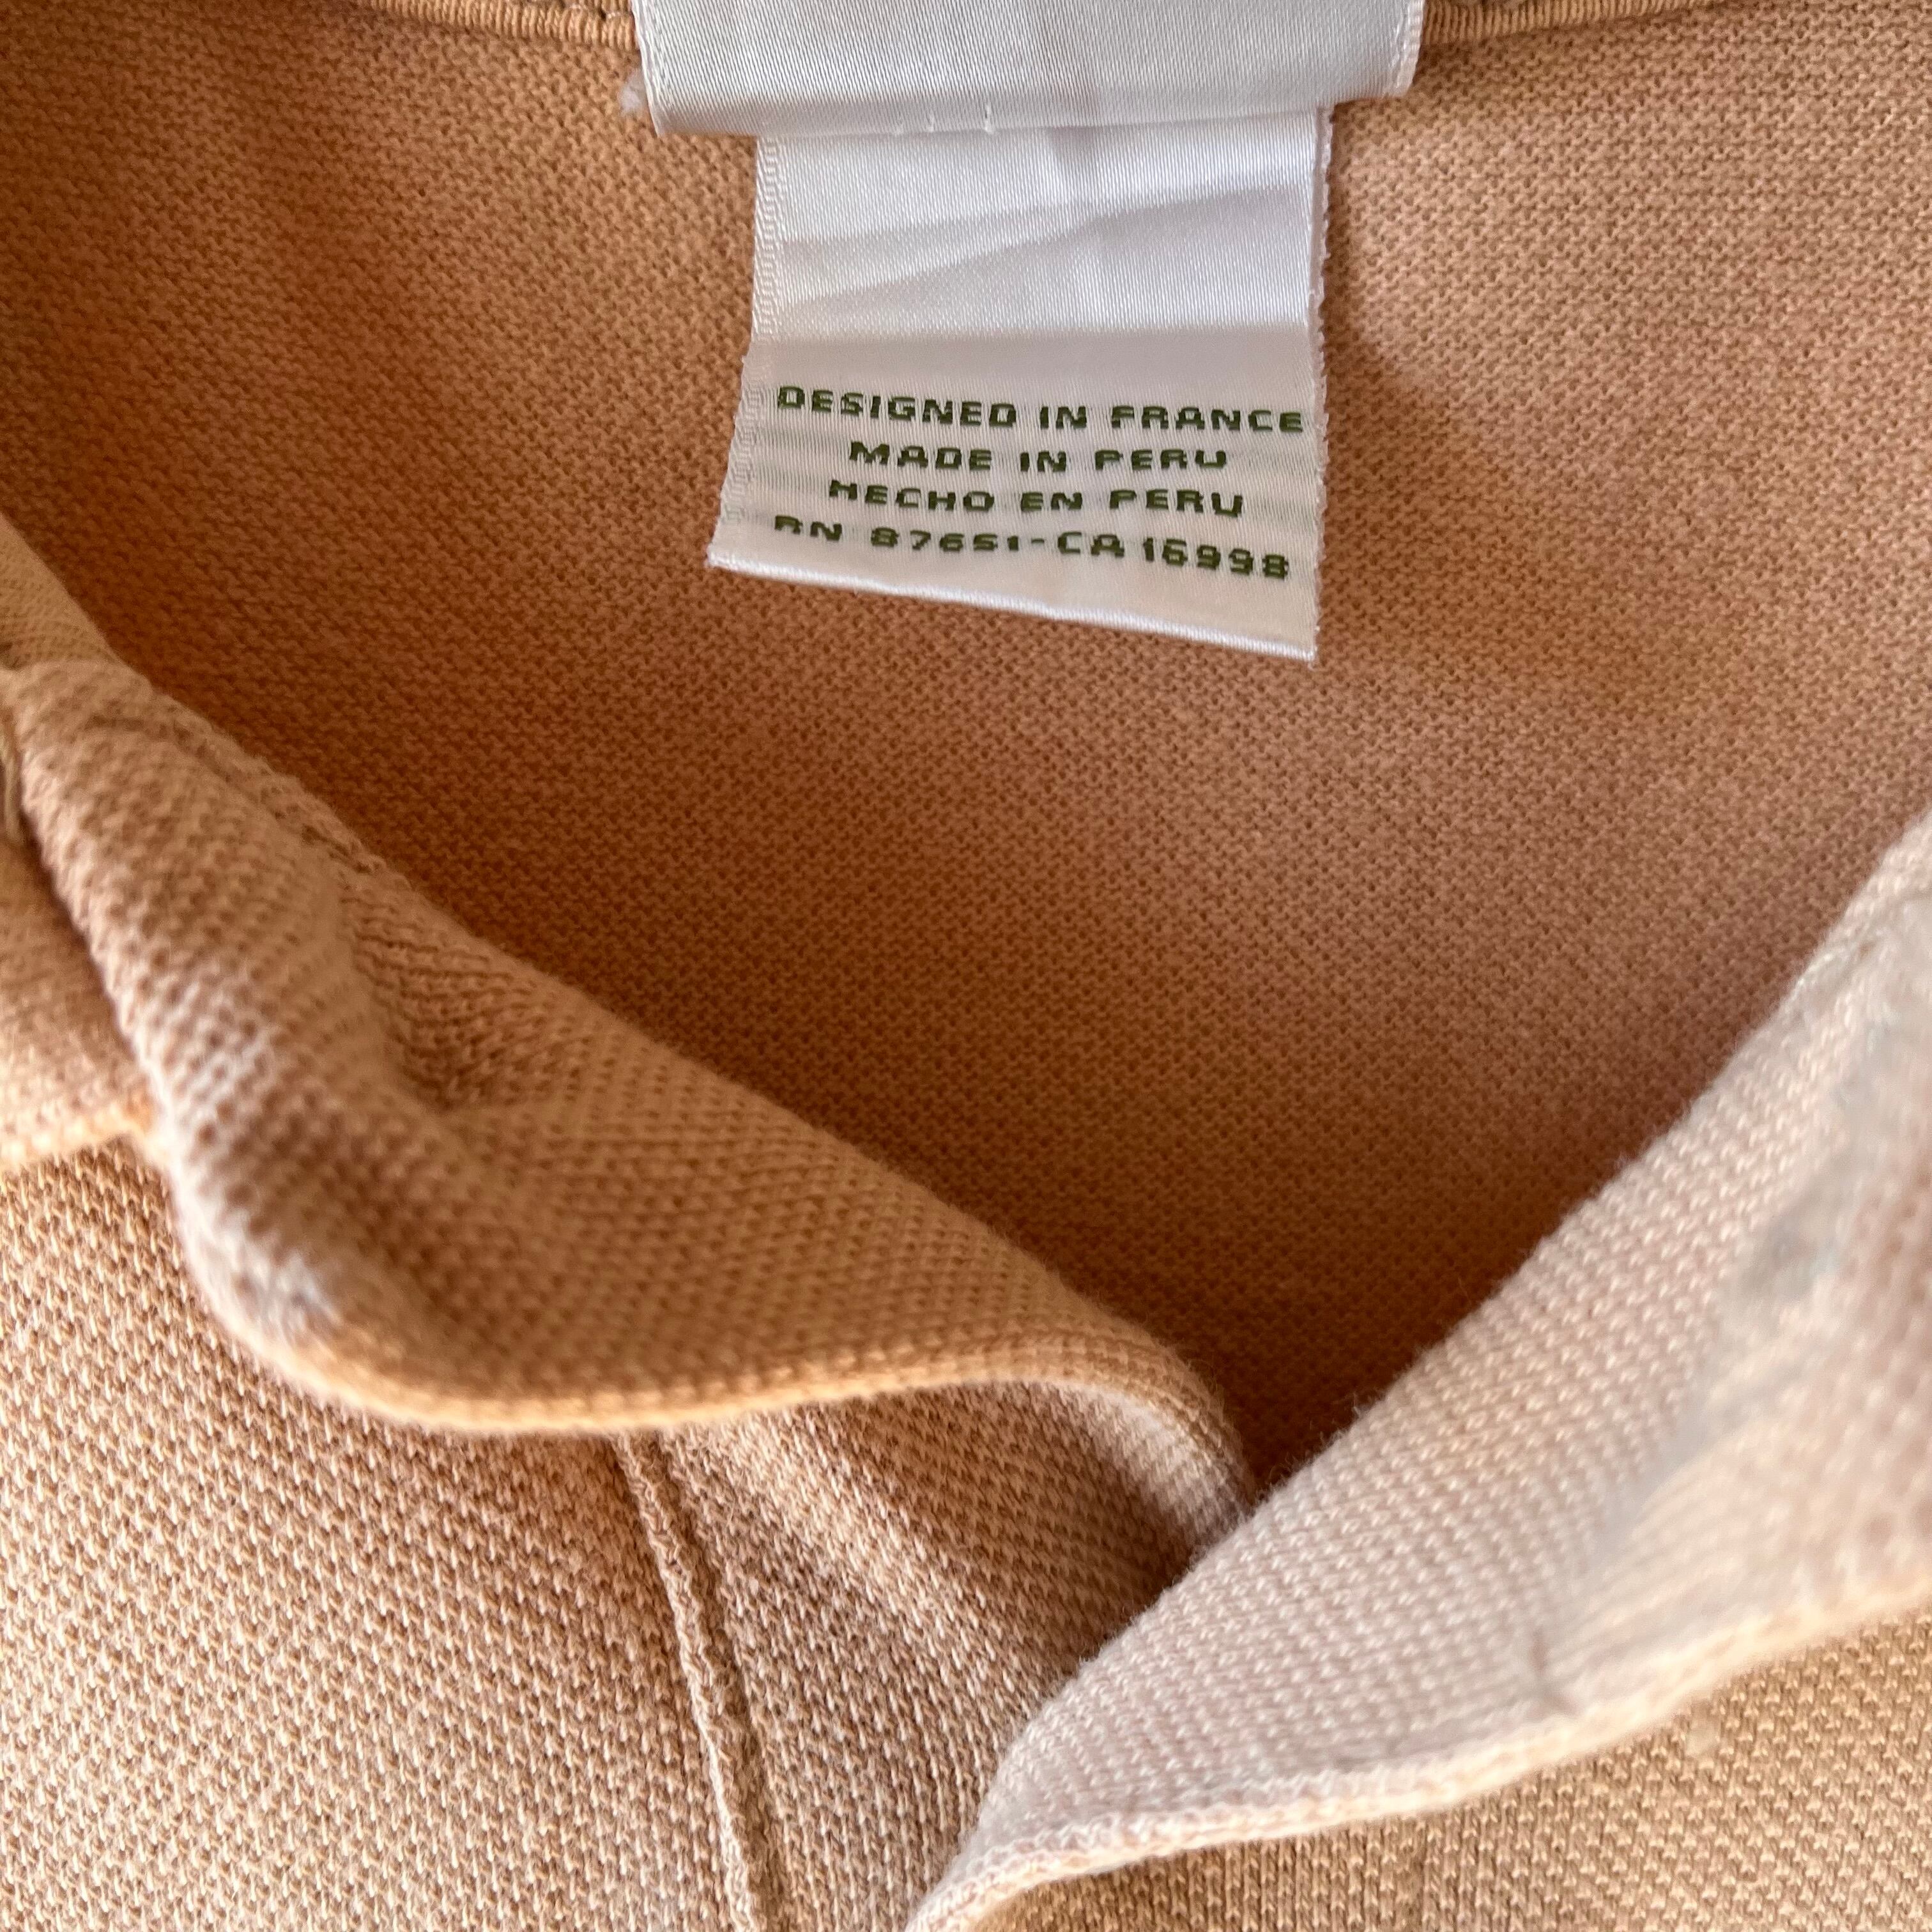 DESIGNED IN FRANCE
MADE IN PERU
HECHO EN PERU
RN 87651-CA 16998